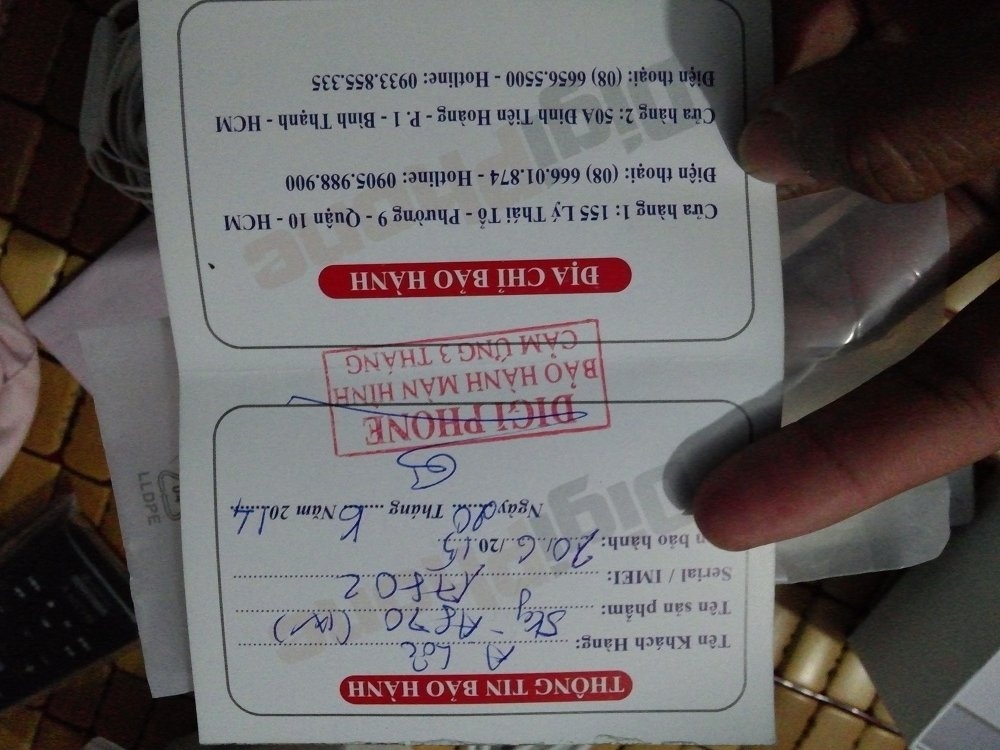 THÔNG TIN BẢO HÀNH
Tên Khách Hàng:
Tên sản phẩm: Sky - A870
Serial / IMEI: 17802
bảo hành: 20/6/2015
Ngày 20 Tháng 6 Năm 2014
DIGI PHONE
BẢO HÀNH MÀN HÌNH
CẢM ỨNG 3 THÁNG
ĐỊA CHỈ BẢO HÀNH
Cửa hàng 1: 155 Lý Thái Tổ - Phường 9 - Quận 10 - HCM
Điện thoại: (08) 666.01.874 - Hotline: 0905.988.900
Cửa hàng 2: 50A Đinh Tiên Hoàng - P. 1 - Bình Thạnh - HCM
Điện thoại: (08) 6656.5500 - Hotline: 0933.855.335
DigiPhone
LLDPE